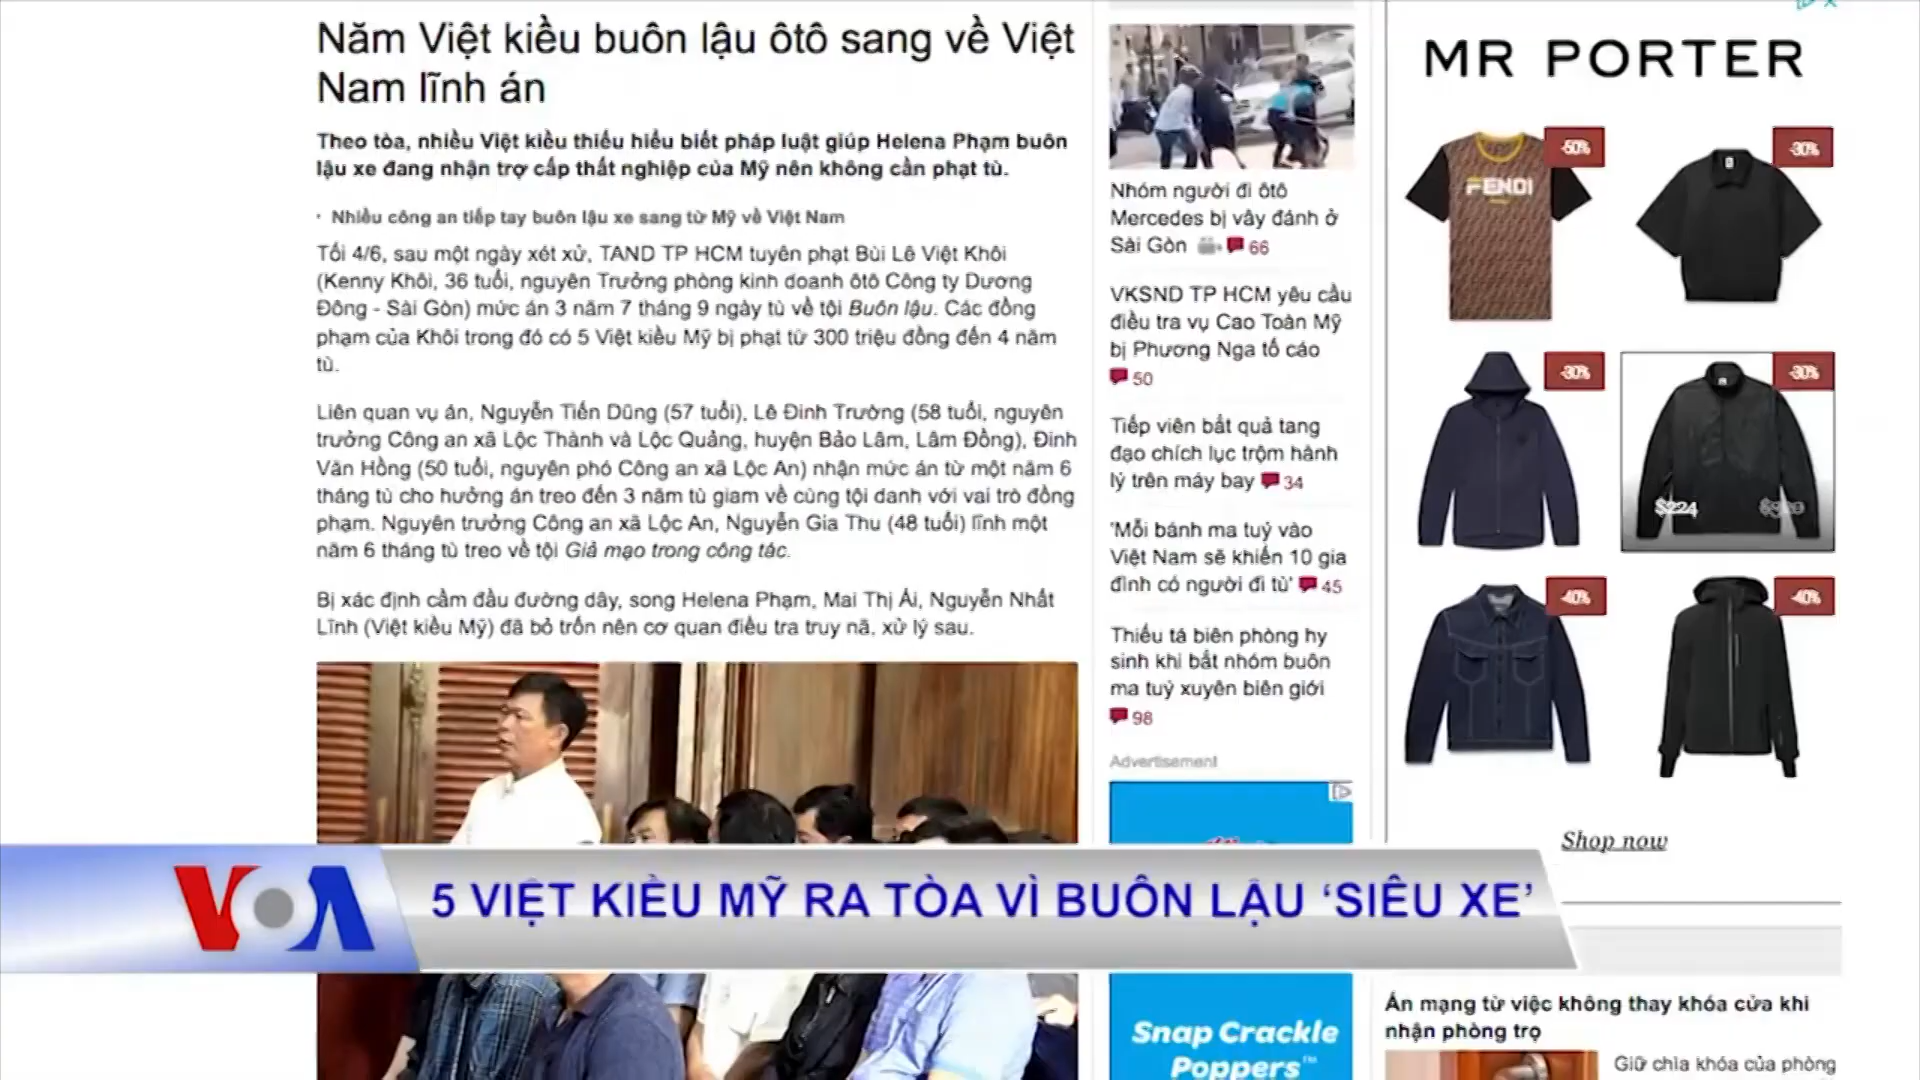 Năm Việt kiều buôn lậu ôtô sang về Việt
Nam lĩnh án
Theo tòa, nhiều Việt kiều thiếu hiểu biết pháp luật giúp Helena Phạm buôn
lậu xe đang nhận trợ cấp thất nghiệp của Mỹ nên không cần phạt tù.
· Nhiều công an tiếp tay buôn lậu xe sang từ Mỹ về Việt Nam
Tối 4/6, sau một ngày xét xử, TAND TP HCM tuyên phạt Bùi Lê Việt Khôi
(Kenny Khôi, 36 tuổi, nguyên Trưởng phòng kinh doanh ôtô Công ty Dương
Đông - Sài Gòn) mức án 3 năm 7 tháng 9 ngày tù về tội Buôn lậu. Các đồng
phạm của Khôi trong đó có 5 Việt kiều Mỹ bị phạt từ 300 triệu đồng đến 4 năm
tù.
Liên quan vụ án, Nguyễn Tiến Dũng (57 tuổi), Lê Đình Trường (58 tuổi, nguyên
trưởng Công an xã Lộc Thành và Lộc Quảng, huyện Bảo Lâm, Lâm Đồng), Đinh
Văn Hồng (50 tuổi, nguyên phó Công an xã Lộc An) nhận mức án từ một năm 6
tháng tù cho hưởng án treo đến 3 năm tù giam về cùng tội danh với vai trò đồng
phạm. Nguyên trưởng Công an xã Lộc An, Nguyễn Gia Thu (48 tuổi) lĩnh một
năm 6 tháng tù treo về tội Giả mạo trong công tác.
Bị xác định cầm đầu đường dây, song Helena Phạm, Mai Thị Ái, Nguyễn Nhất
Lĩnh (Việt kiều Mỹ) đã bỏ trốn nên cơ quan điều tra truy nã, xử lý sau.
Nhóm người đi ôtô
Mercedes bị vây đánh ở
Sài Gòn 66
VKSND TP HCM yêu cầu
điều tra vụ Cao Toàn Mỹ
bị Phương Nga tố cáo
50
Tiếp viên bắt quả tang
đạo chích lục trộm hành
lý trên máy bay 34
'Mỗi bánh ma tuý vào
Việt Nam sẽ khiến 10 gia
đình có người đi tù' 45
Thiếu tá biên phòng hy
sinh khi bắt nhóm buôn
ma tuý xuyên biên giới
98
Advertisement
Snap Crackle
Poppers™
MR PORTER
-50%
-30%
FENDI
-30%
-30%
$224
-40%
-40%
Shop now
Án mạng từ việc không thay khóa cửa khi
nhận phòng trọ
Giữ chìa khóa của phòng
VOA
5 VIỆT KIỀU MỸ RA TÒA VÌ BUÔN LẬU ‘SIÊU XE’